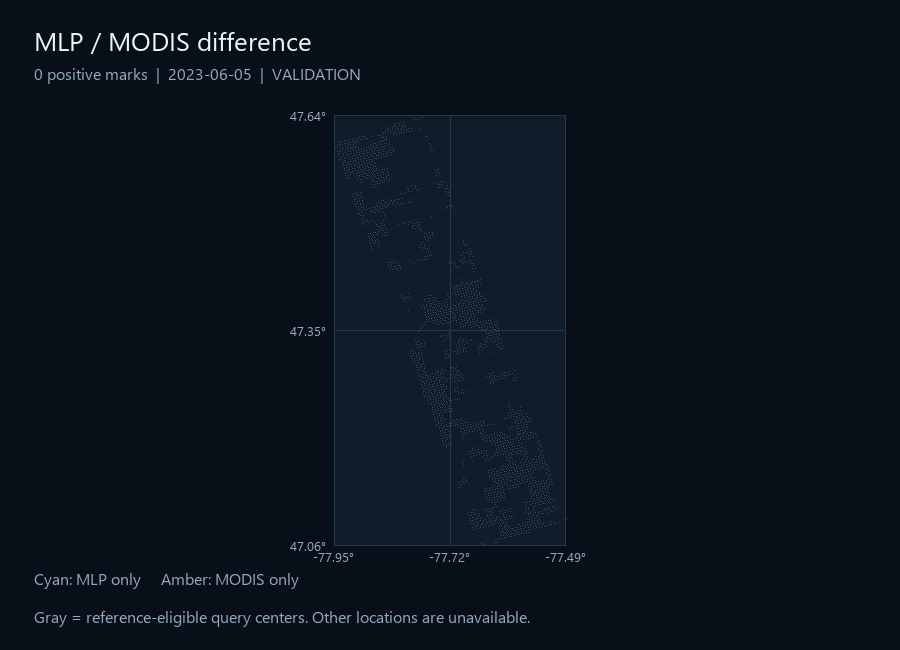 MLP / MODIS difference
0 positive marks | 2023-06-05 | VALIDATION
47.64°
47.35°
47.06°
-77.95° -77.72° -77.49°
Cyan: MLP only Amber: MODIS only
Gray = reference-eligible query centers. Other locations are unavailable.